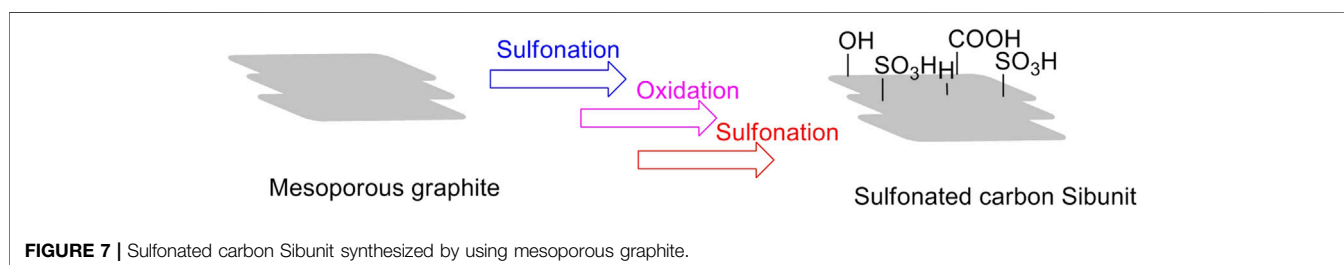 Sulfonation
Oxidation
Sulfonation
Mesoporous graphite
OH
SO3H
H
COOH
SO3H
Sulfonated carbon Sibunit
FIGURE 7 | Sulfonated carbon Sibunit synthesized by using mesoporous graphite.